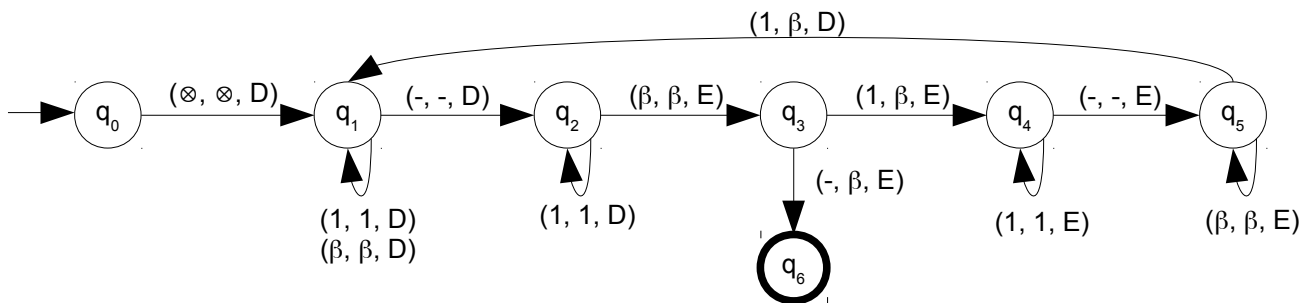 (1, β, D)
(⊗, ⊗, D) (-, -, D) (β, β, E) (1, β, E) (-, -, E)
q0 q1 q2 q3 q4 q5
(-, β, E)
(1, 1, D) (1, 1, D) (1, 1, E) (β, β, E)
(β, β, D)
q6